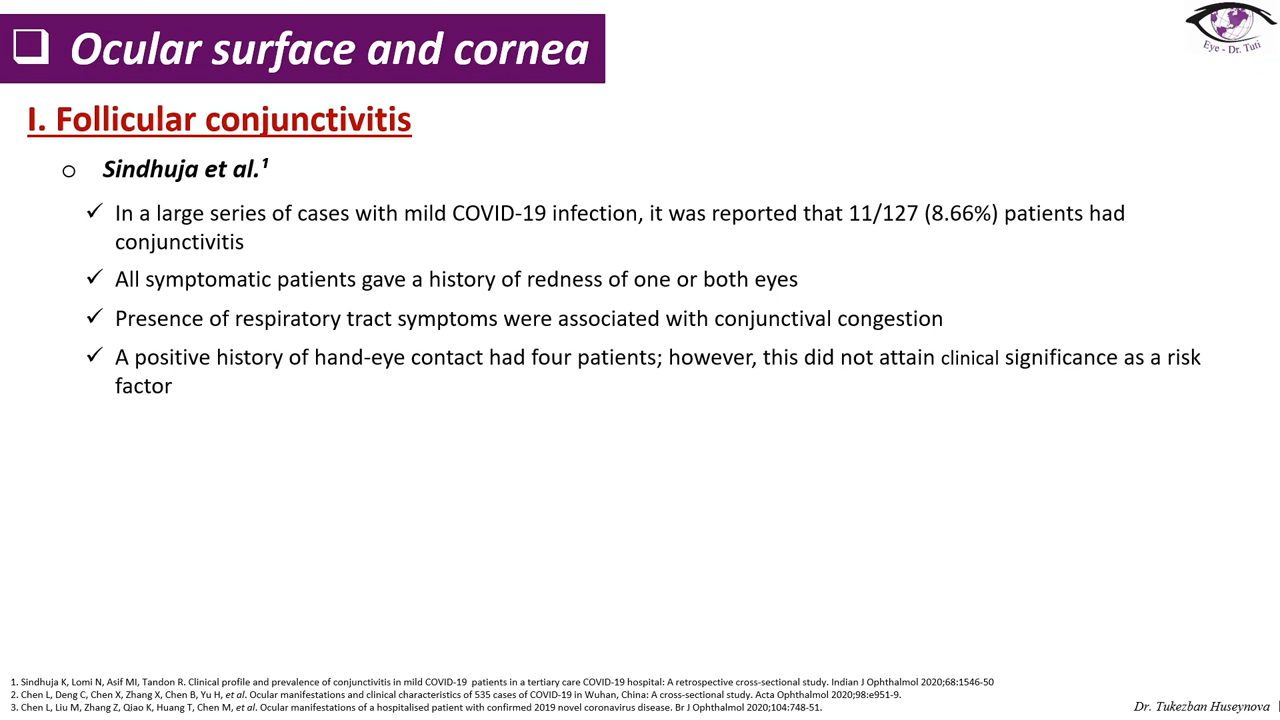 Ocular surface and cornea
Eye - Dr. Tuti
I. Follicular conjunctivitis
Sindhuja et al.¹
In a large series of cases with mild COVID-19 infection, it was reported that 11/127 (8.66%) patients had
conjunctivitis
All symptomatic patients gave a history of redness of one or both eyes
Presence of respiratory tract symptoms were associated with conjunctival congestion
A positive history of hand-eye contact had four patients; however, this did not attain clinical significance as a risk
factor
1. Sindhuja K, Lomi N, Asif MI, Tandon R. Clinical profile and prevalence of conjunctivitis in mild COVID-19 patients in a tertiary care COVID-19 hospital: A retrospective cross-sectional study. Indian J Ophthalmol 2020;68:1546-50
2. Chen L, Deng C, Chen X, Zhang X, Chen B, Yu H, et al. Ocular manifestations and clinical characteristics of 535 cases of COVID-19 in Wuhan, China: A cross-sectional study. Acta Ophthalmol 2020;98:e951-9.
3. Chen L, Liu M, Zhang Z, Qiao K, Huang T, Chen M, et al. Ocular manifestations of a hospitalised patient with confirmed 2019 novel coronavirus disease. Br J Ophthalmol 2020;104:748-51.
Dr. Tukezban Huseynova